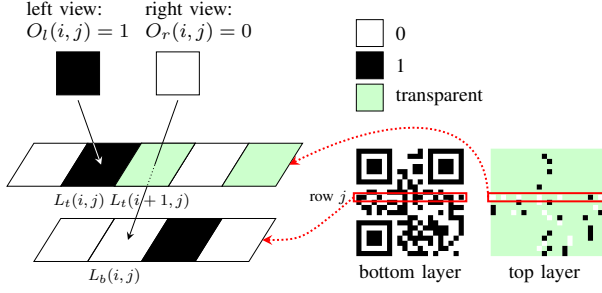 left view:
O_l(i, j) = 1
right view:
O_r(i, j) = 0
0
1
transparent
L_t(i, j) L_t(i+1, j)
row j
L_b(i, j)
bottom layer
top layer